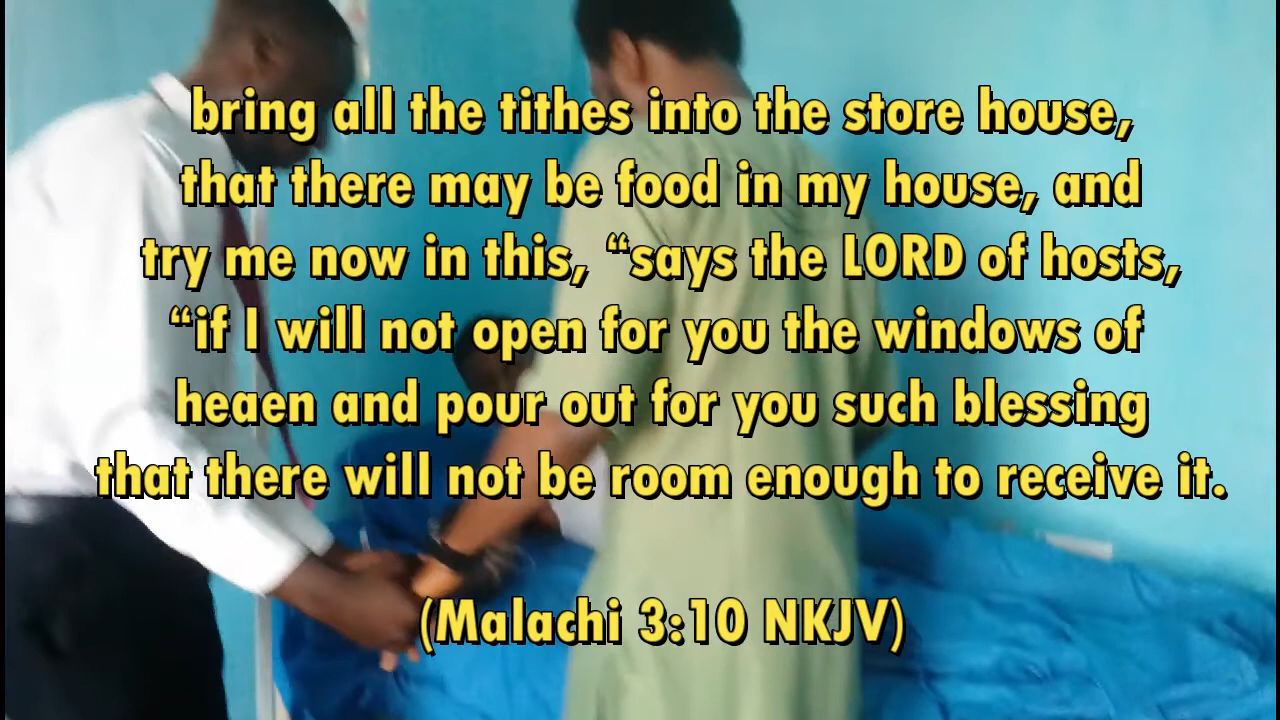 bring all the tithes into the store house,
that there may be food in my house, and
try me now in this, “says the LORD of hosts,
“if I will not open for you the windows of
heaen and pour out for you such blessing
that there will not be room enough to receive it.
(Malachi 3:10 NKJV)